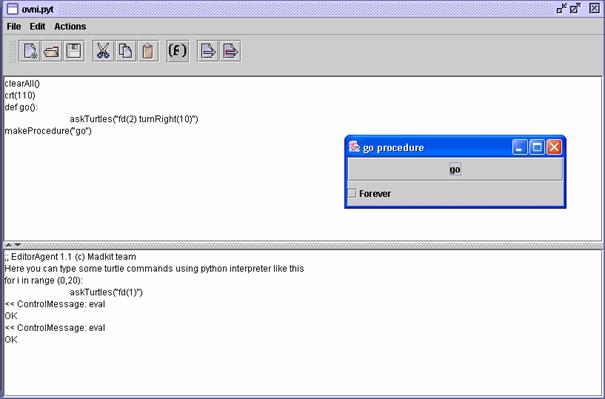 ovni.pyt
File Edit Actions
(f)
clearAll()
crt(110)
def go():
askTurtles("fd(2) turnRight(10)")
makeProcedure("go")
go procedure
go
Forever
;; EditorAgent 1.1 (c) Madkit team
Here you can type some turtle commands using python interpreter like this
for i in range (0,20):
askTurtles("fd(1)")
<< ControlMessage: eval
OK
<< ControlMessage: eval
OK